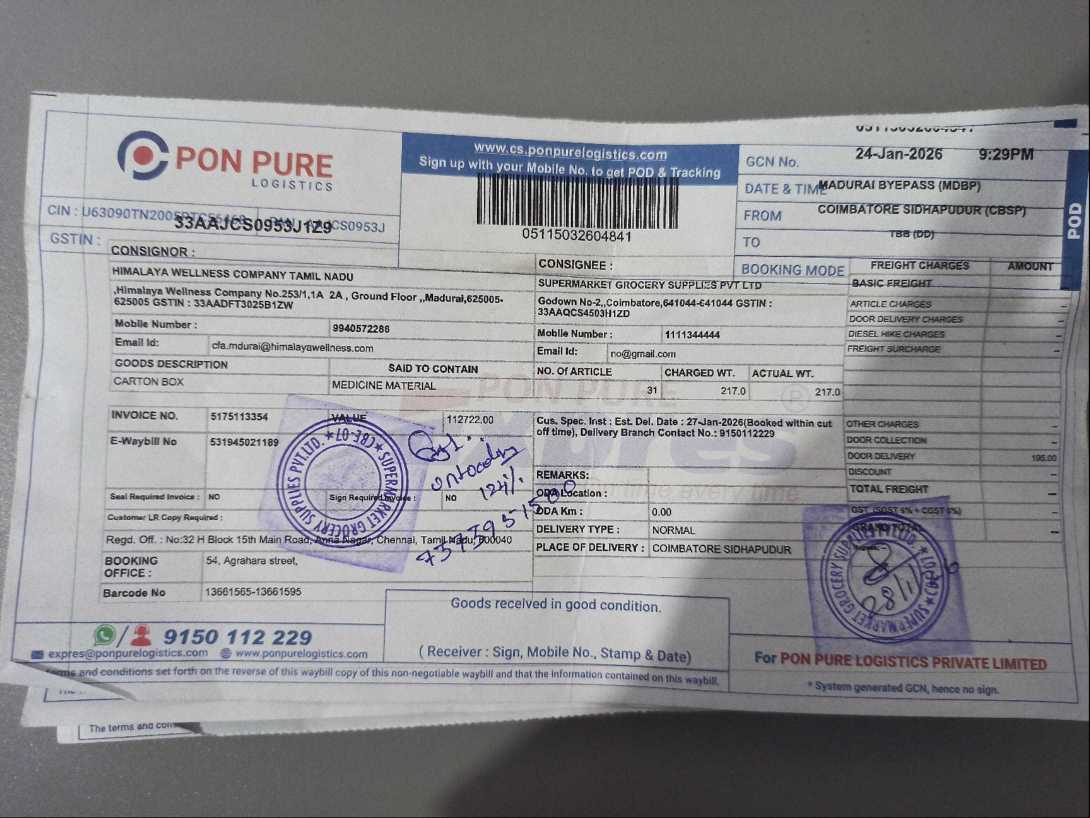 PON PURE
LOGISTICS
www.cs.ponpurelogistics.com
Sign up with your Mobile No. to get POD & Tracking
05115032604841
GCN No.
DATE & TIME
24-Jan-2026 9:29PM
FROM
MADURAI BYEPASS (MDBP)
TO
COIMBATORE SIDHAPUDUR (CBSP)
BOOKING MODE
TBB (DD)
POD
CIN : U63090TN2005
GSTIN :
33AAJCS0953J1Z9
CONSIGNOR :
HIMALAYA WELLNESS COMPANY TAMIL NADU
,Himalaya Wellness Company No.253/1,1A 2A , Ground Floor ,,Madurai,625005-
625005 GSTIN : 33AADFT3025B1ZW
Mobile Number : 9940572286
Email Id: cfa.mdurai@himalayawellness.com
GOODS DESCRIPTION SAID TO CONTAIN
CARTON BOX MEDICINE MATERIAL
CONSIGNEE :
SUPERMARKET GROCERY SUPPLIES PVT LTD
Godown No-2,,Coimbatore,641044-641044 GSTIN :
33AAQCS4503H1ZD
Mobile Number : 1111344444
Email Id: no@gmail.com
NO. OF ARTICLE CHARGED WT. ACTUAL WT.
31 217.0 217.0
FREIGHT CHARGES AMOUNT
BASIC FREIGHT
ARTICLE CHARGES
DOOR DELIVERY CHARGES
DIESEL HIKE CHARGES
FREIGHT SURCHARGE
OTHER CHARGES
DOOR COLLECTION
DOOR DELIVERY 195.00
DISCOUNT
TOTAL FREIGHT
GRAND TOTAL
INVOICE NO. 5175113354 VALUE 112722.00
E-Waybill No 531945021189
Seal Required Invoice : NO Sign Required Invoice : NO
Customer LR Copy Required :
Regd. Off. : No:32 H Block 15th Main Road, Anna Nagar, Chennai, Tamil Nadu, 600040
BOOKING
OFFICE : 54, Agrahara street,
Barcode No 13661565-13661595
Cus. Spec. Inst : Est. Del. Date : 27-Jan-2026(Booked within cut
off time), Delivery Branch Contact No.: 9150112229
REMARKS:
ODA Location :
ODA Km : 0.00
DELIVERY TYPE : NORMAL
PLACE OF DELIVERY : COIMBATORE SIDHAPUDUR
SUPERMARKET GROCERY SUPPLIES PVT.LTD. CBE-07
9150 112 229
expres@ponpurelogistics.com www.ponpurelogistics.com
Goods received in good condition.
( Receiver : Sign, Mobile No., Stamp & Date)
For PON PURE LOGISTICS PRIVATE LIMITED
* System generated GCN, hence no sign.
and conditions set forth on the reverse of this waybill copy of this non-negotiable waybill and that the information contained on this waybill.